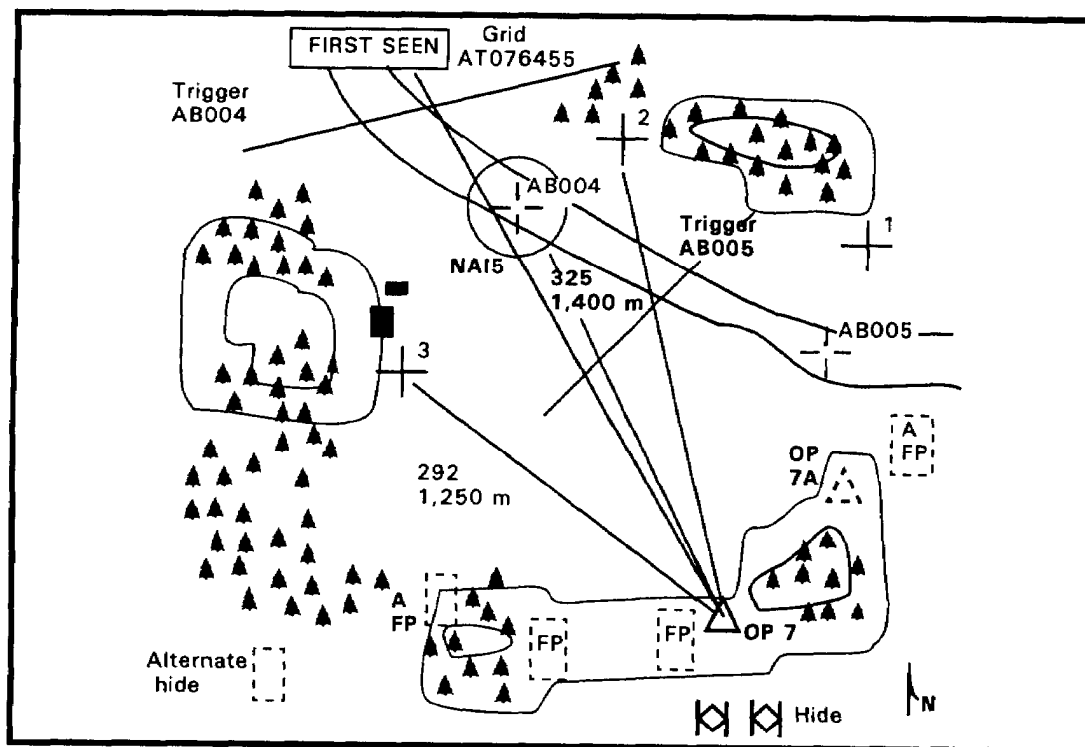 FIRST SEEN
Grid
AT076455
Trigger
AB004
2
AB004
1
Trigger
AB005
NAI5
325
1,400 m
AB005
3
A
FP
OP
7A
292
1,250 m
A
FP
FP
FP
OP 7
Alternate
hide
Hide
N